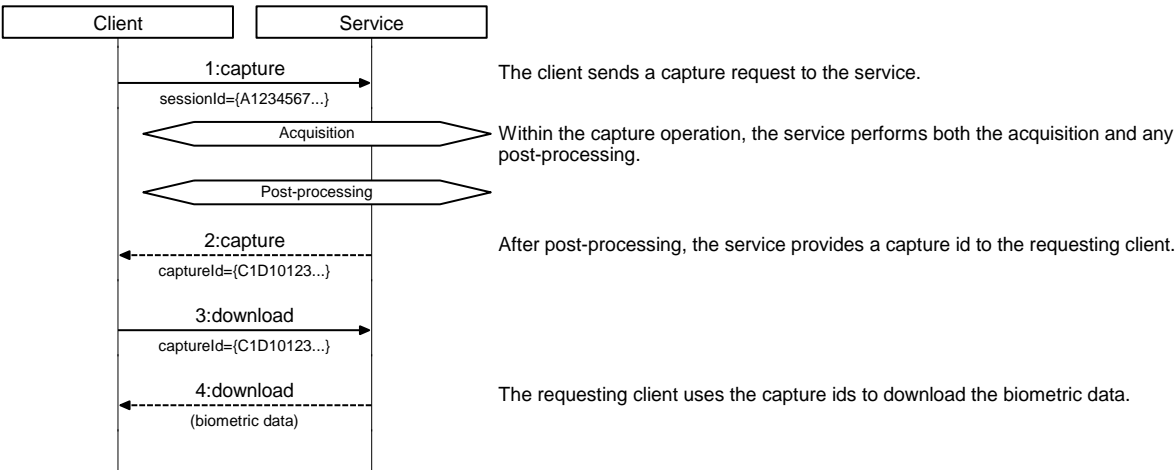 Client
Service
1:capture
The client sends a capture request to the service.
sessionId={A1234567...}
Acquisition
Within the capture operation, the service performs both the acquisition and any
post-processing.
Post-processing
2:capture
After post-processing, the service provides a capture id to the requesting client.
captureId={C1D10123...}
3:download
captureId={C1D10123...}
4:download
The requesting client uses the capture ids to download the biometric data.
(biometric data)